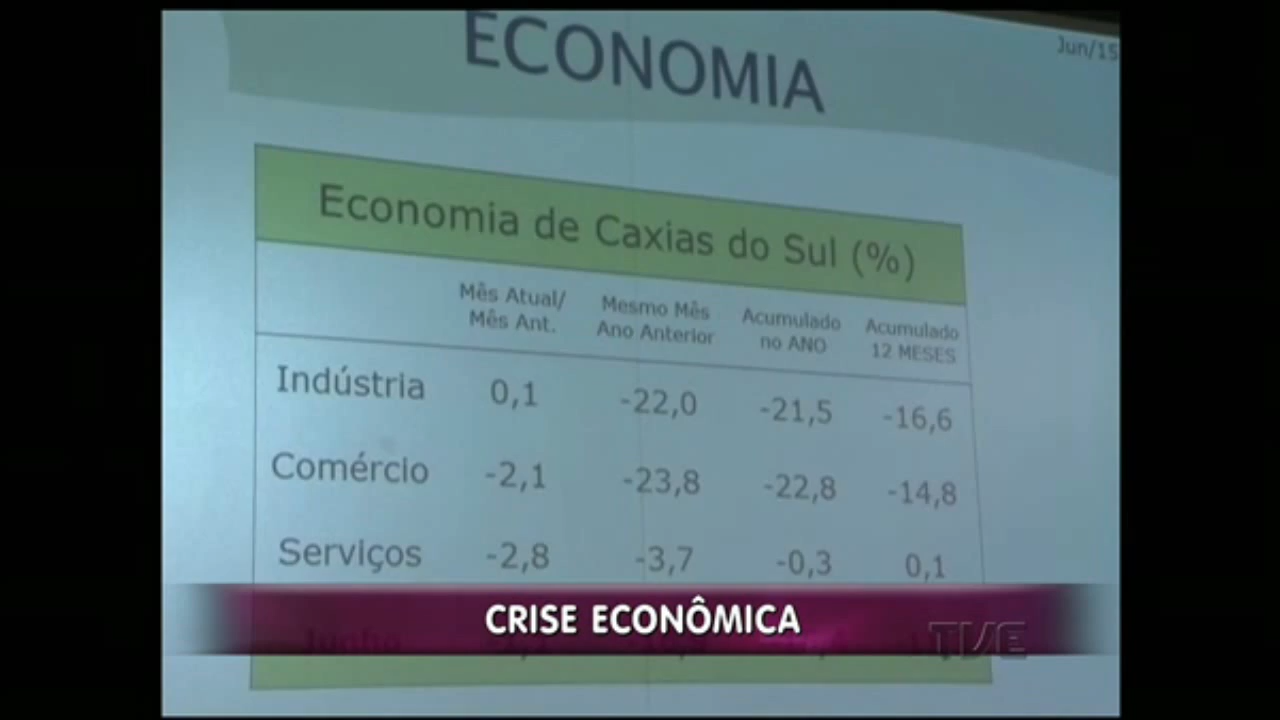 ECONOMIA
Jun/15
Economia de Caxias do Sul (%)
Mês Atual/ Mês Ant.
Mesmo Mês Ano Anterior
Acumulado no ANO
Acumulado 12 MESES
Indústria 0,1 -22,0 -21,5 -16,6
Comércio -2,1 -23,8 -22,8 -14,8
Serviços -2,8 -3,7 -0,3 0,1
CRISE ECONÔMICA
TVE
Junho